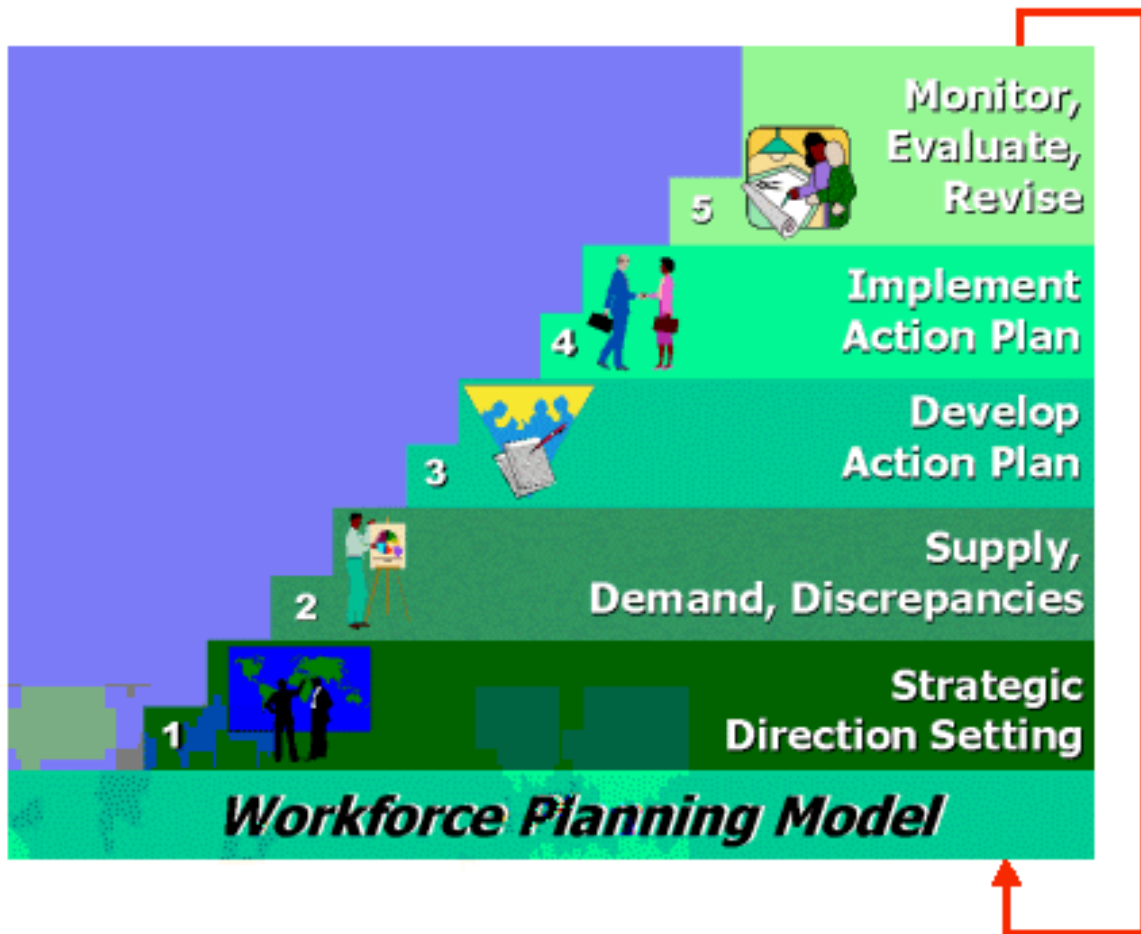 Monitor,
Evaluate,
Revise
5
Implement
Action Plan
4
Develop
Action Plan
3
Supply,
Demand, Discrepancies
2
Strategic
Direction Setting
1
Workforce Planning Model